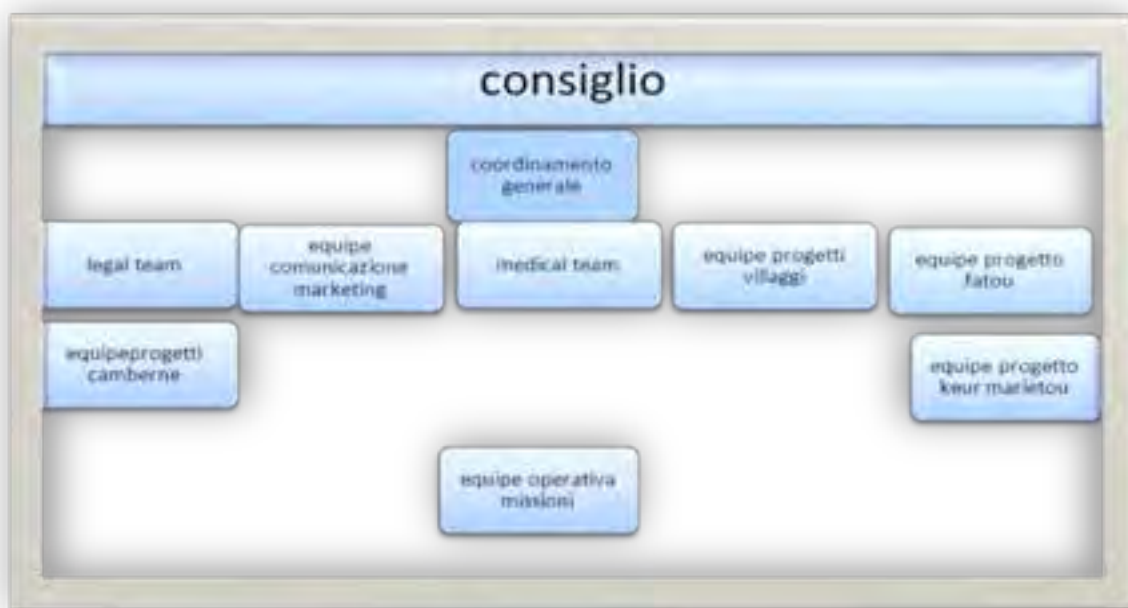 consiglio
coordinamento
generale
legal team
equipe
comunicazione
marketing
medical team
equipe progetti
villaggi
equipe progetto
fatou
equipeprogetti
camberne
equipe progetto
keur marietou
equipe operativa
missioni